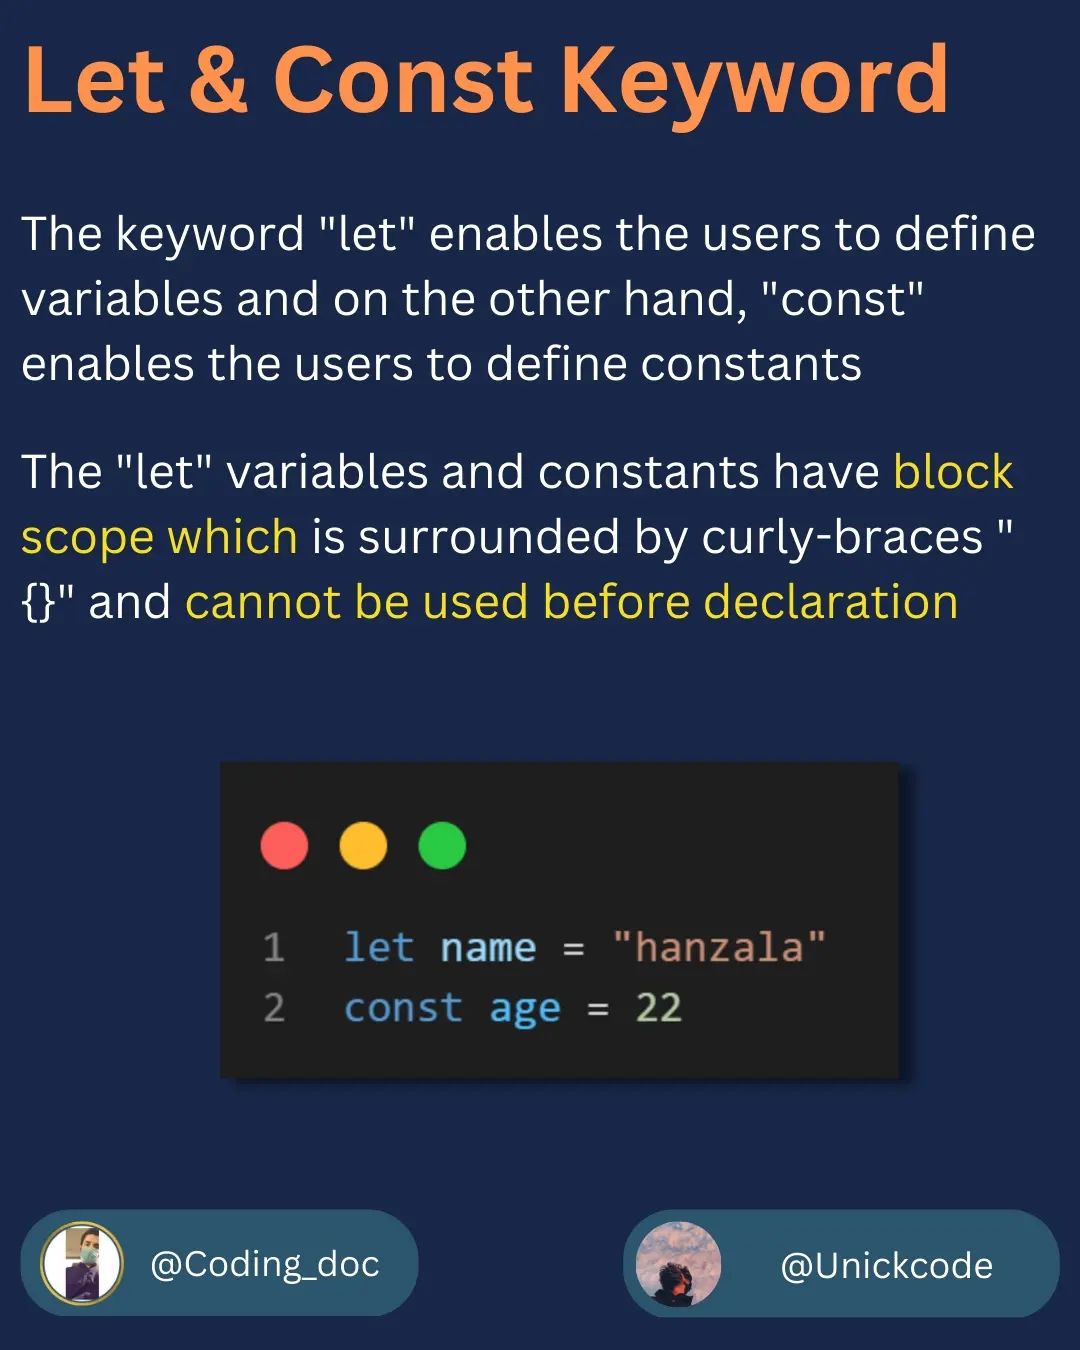 Let & Const Keyword
The keyword "let" enables the users to define
variables and on the other hand, "const"
enables the users to define constants
The "let" variables and constants have block
scope which is surrounded by curly-braces "
{}" and cannot be used before declaration
1 let name = "hanzala"
2 const age = 22
@Coding_doc
@Unickcode